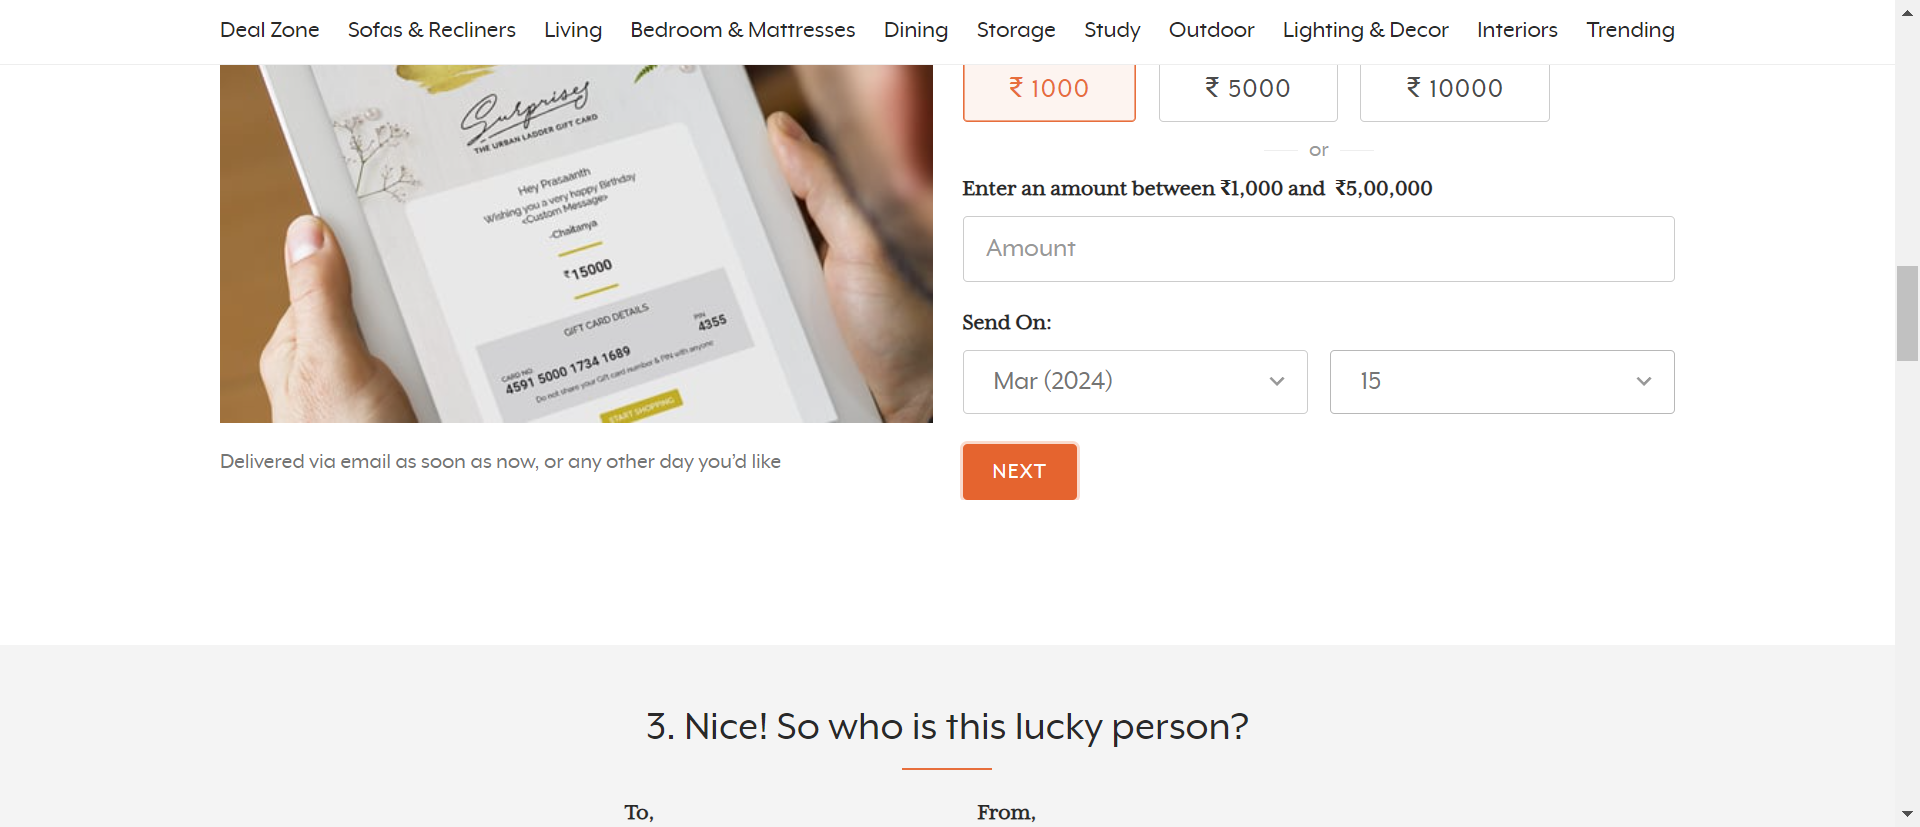 Deal Zone Sofas & Recliners Living Bedroom & Mattresses Dining Storage Study Outdoor Lighting & Decor Interiors Trending
Surprises
THE URBAN LADDER GIFT CARD
Hey Prasaanth
Wishing you a very happy Birthday
<Custom Message>
-Chaitanya
₹15000
GIFT CARD DETAILS
CARD NO.
4591 5000 1734 1689
PIN
4355
Do not share your Gift card number & PIN with anyone
START SHOPPING
Delivered via email as soon as now, or any other day you’d like
₹ 1000 ₹ 5000 ₹ 10000
or
Enter an amount between ₹1,000 and ₹5,00,000
Amount
Send On:
Mar (2024) 15
NEXT
3. Nice! So who is this lucky person?
To, From,